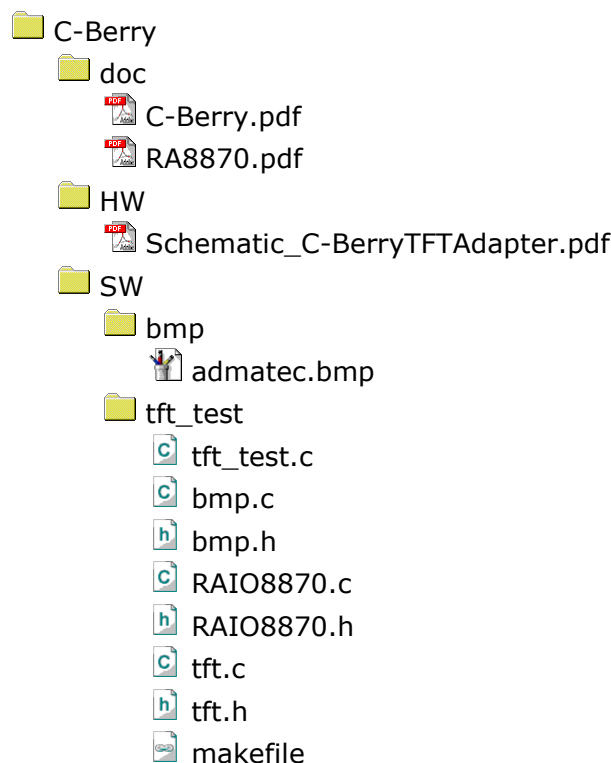 C-Berry
doc
C-Berry.pdf
RA8870.pdf
HW
Schematic_C-BerryTFTAdapter.pdf
SW
bmp
admatec.bmp
tft_test
tft_test.c
bmp.c
bmp.h
RAIO8870.c
RAIO8870.h
tft.c
tft.h
makefile